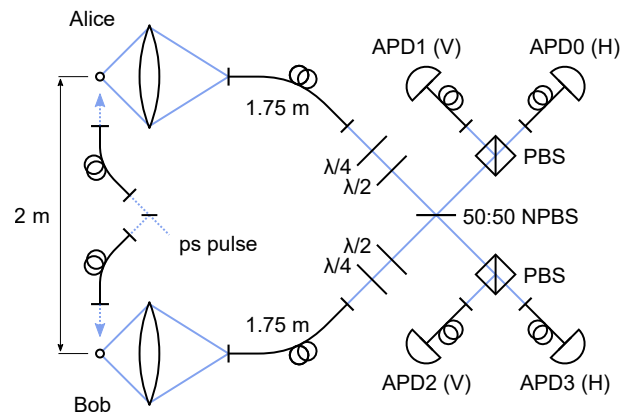 Alice
APD1 (V)
APD0 (H)
1.75 m
λ/4
λ/2
PBS
2 m
ps pulse
50:50 NPBS
λ/2
λ/4
PBS
1.75 m
APD2 (V)
APD3 (H)
Bob